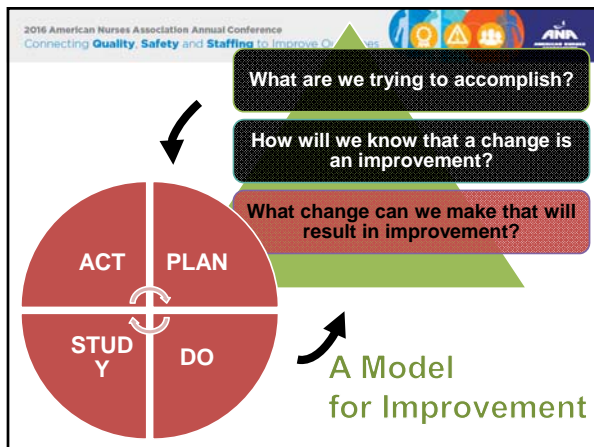 2016 American Nurses Association Annual Conference
Connecting Quality, Safety and Staffing to Improve
ANA
What are we trying to accomplish?
How will we know that a change is
an improvement?
What change can we make that will
result in improvement?
ACT
PLAN
STUD
Y
DO
A Model
for Improvement